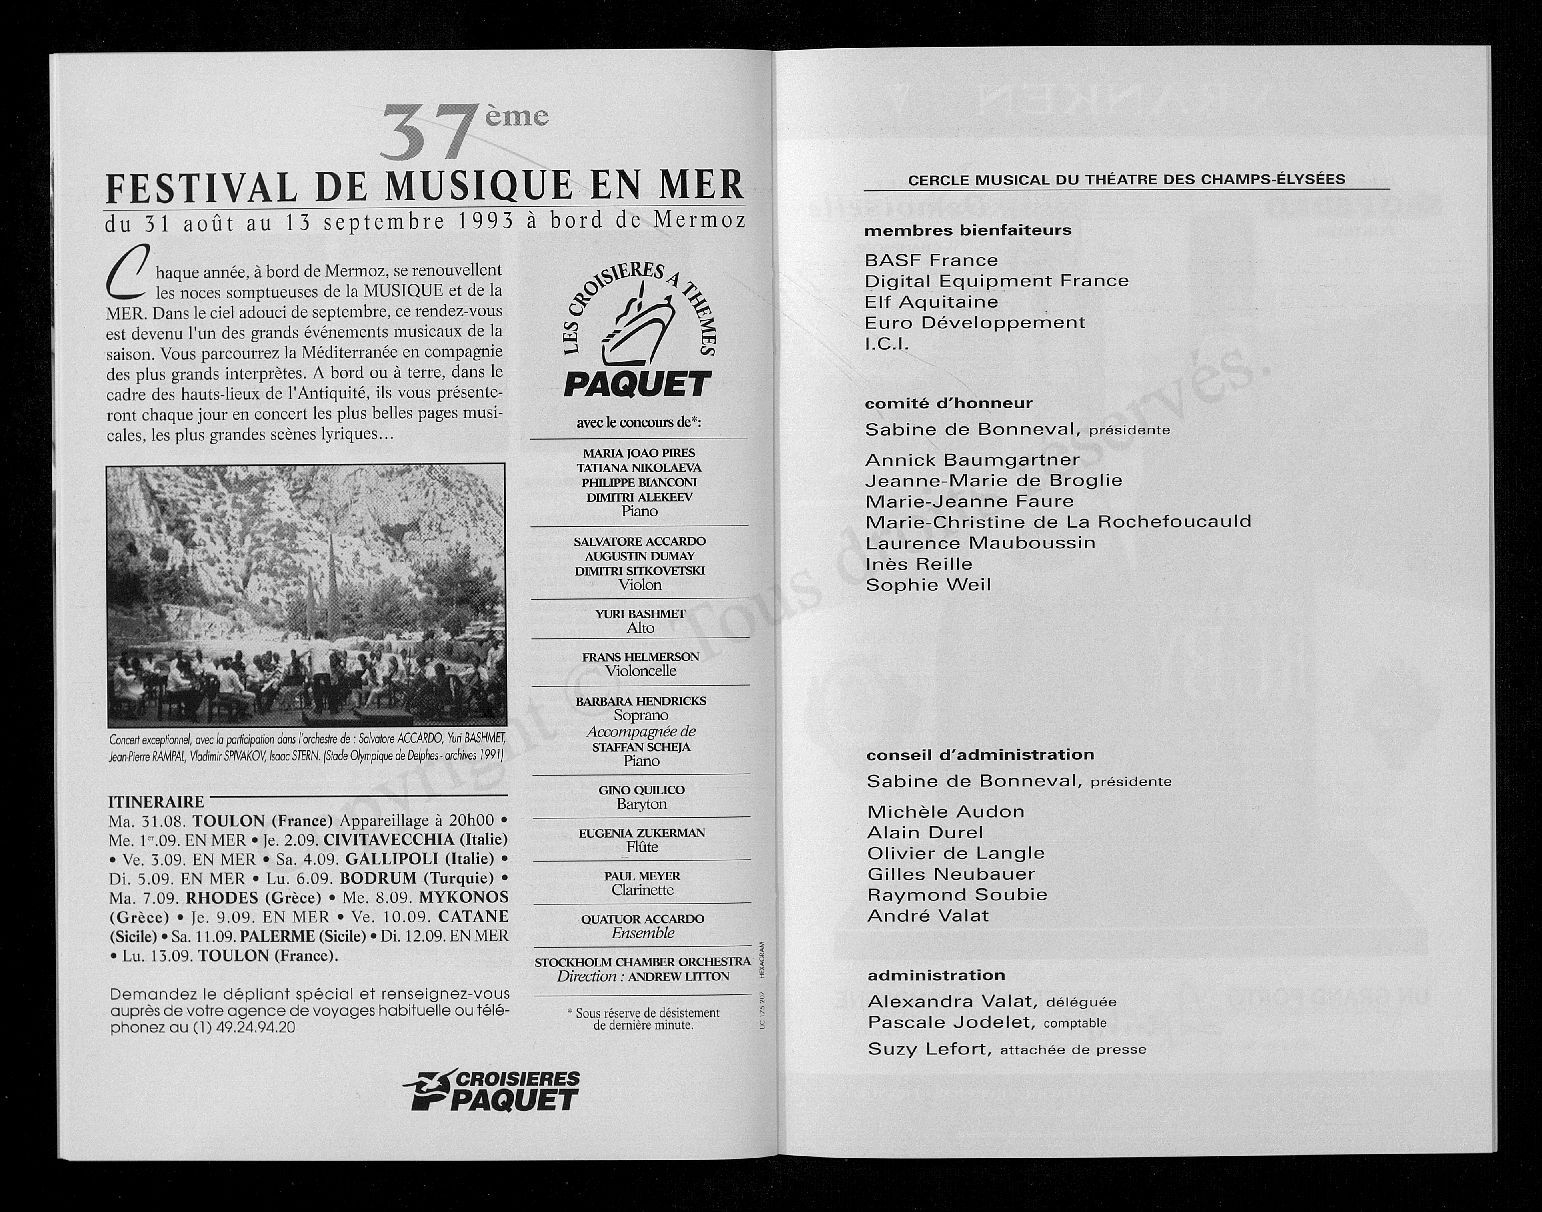 37ème
FESTIVAL DE MUSIQUE EN MER
du 31 août au 13 septembre 1993 à bord de Mermoz
Chaque année, à bord de Mermoz, se renouvellent
les noces somptueuses de la MUSIQUE et de la
MER. Dans le ciel adouci de septembre, ce rendez-vous
est devenu l'un des grands événements musicaux de la
saison. Vous parcourrez la Méditerranée en compagnie
des plus grands interprètes. A bord ou à terre, dans le
cadre des hauts-lieux de l'Antiquité, ils vous présente-
ront chaque jour en concert les plus belles pages musi-
cales, les plus grandes scènes lyriques...
Concert exceptionnel, avec la participation dans l'orchestre de : Salvatore ACCARDO, Yuri BASHMET,
Jean-Pierre RAMPAL, Vladimir SPIVAKOV, Isaac STERN. (Stade Olympique de Delphes - archives 1991)
ITINERAIRE
Ma. 31.08. TOULON (France) Appareillage à 20h00 •
Me. 1er.09. EN MER • Je. 2.09. CIVITAVECCHIA (Italie)
• Ve. 3.09. EN MER • Sa. 4.09. GALLIPOLI (Italie) •
Di. 5.09. EN MER • Lu. 6.09. BODRUM (Turquie) •
Ma. 7.09. RHODES (Grèce) • Me. 8.09. MYKONOS
(Grèce) • Je. 9.09. EN MER • Ve. 10.09. CATANE
(Sicile) • Sa. 11.09. PALERME (Sicile) • Di. 12.09. EN MER
• Lu. 13.09. TOULON (France).
Demandez le dépliant spécial et renseignez-vous
auprès de votre agence de voyages habituelle ou télé-
phonez au (1) 49.24.94.20
LES CROISIERES A THEMES
PAQUET
avec le concours de*:
MARIA JOAO PIRES
TATIANA NIKOLAEVA
PHILIPPE BIANCONI
DIMITRI ALEKEEV
Piano
SALVATORE ACCARDO
AUGUSTIN DUMAY
DIMITRI SITKOVETSKI
Violon
YURI BASHMET
Alto
FRANS HELMERSON
Violoncelle
BARBARA HENDRICKS
Soprano
Accompagnée de
STAFFAN SCHEJA
Piano
GINO QUILICO
Baryton
EUGENIA ZUKERMAN
Flûte
PAUL MEYER
Clarinette
QUATUOR ACCARDO
Ensemble
STOCKHOLM CHAMBER ORCHESTRA
Direction : ANDREW LITTON
* Sous réserve de désistement
de dernière minute.
HEXAGRAM
CROISIERES
PAQUET
CERCLE MUSICAL DU THÉATRE DES CHAMPS-ÉLYSÉES
membres bienfaiteurs
BASF France
Digital Equipment France
Elf Aquitaine
Euro Développement
I.C.I.
comité d'honneur
Sabine de Bonneval, présidente
Annick Baumgartner
Jeanne-Marie de Broglie
Marie-Jeanne Faure
Marie-Christine de La Rochefoucauld
Laurence Mauboussin
Inès Reille
Sophie Weil
conseil d'administration
Sabine de Bonneval, présidente
Michèle Audon
Alain Durel
Olivier de Langle
Gilles Neubauer
Raymond Soubie
André Valat
administration
Alexandra Valat, déléguée
Pascale Jodelet, comptable
Suzy Lefort, attachée de presse